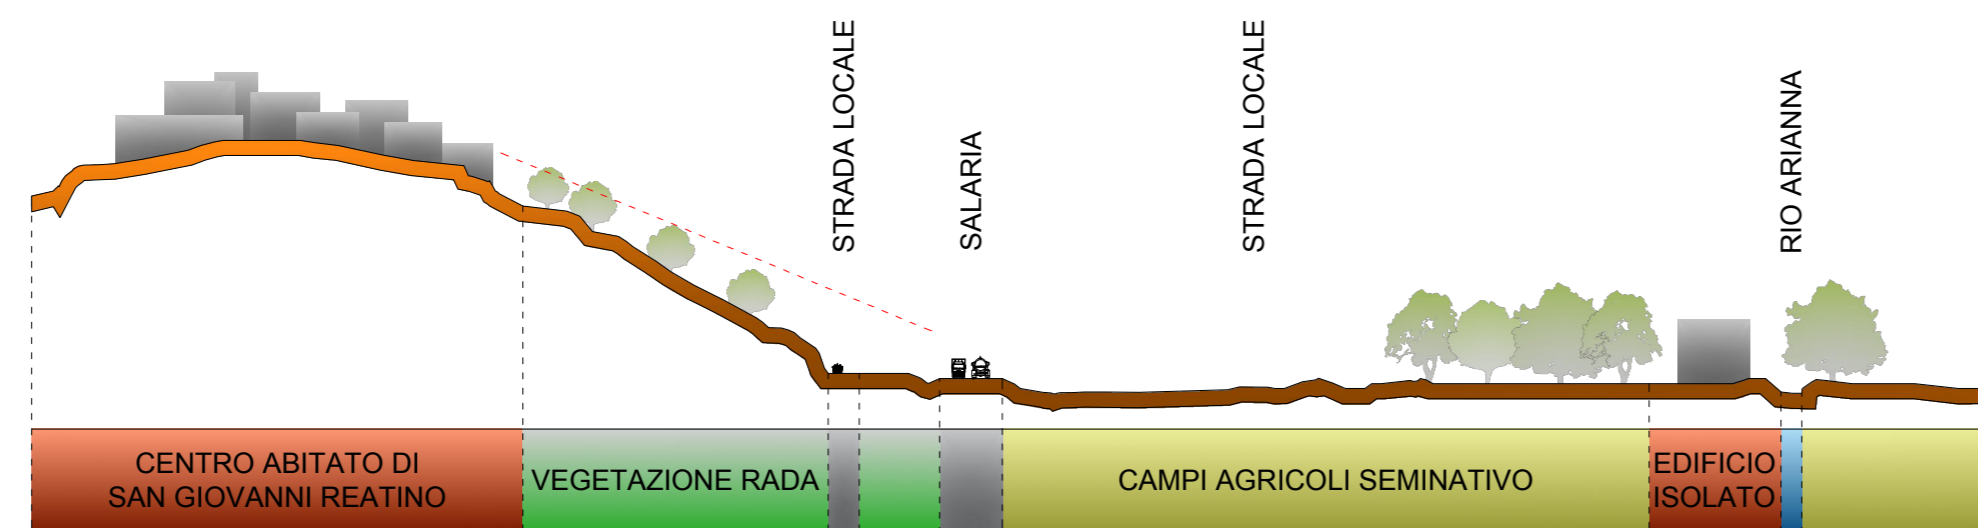 STRADA LOCALE
SALARIA
STRADA LOCALE
RIO ARIANNA
CENTRO ABITATO DI
SAN GIOVANNI REATINO
VEGETAZIONE RADA
CAMPI AGRICOLI SEMINATIVO
EDIFICIO
ISOLATO